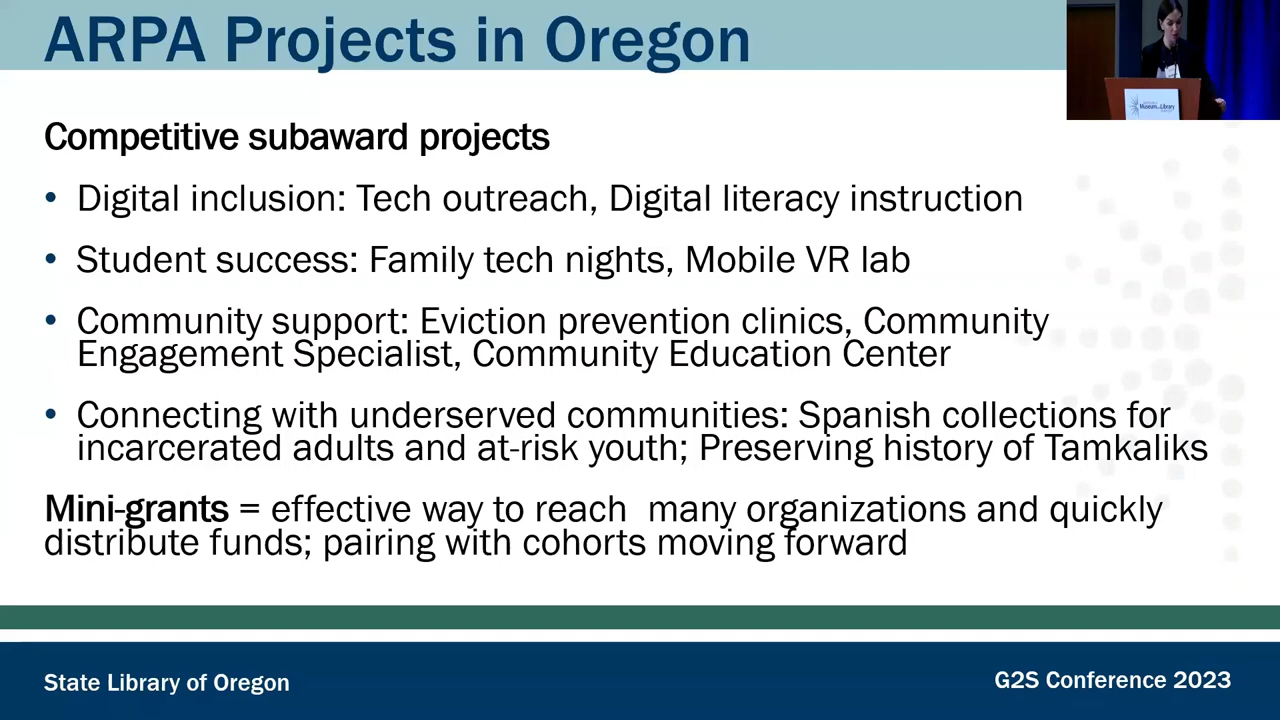 ARPA Projects in Oregon
Museum and Library
Competitive subaward projects
• Digital inclusion: Tech outreach, Digital literacy instruction
• Student success: Family tech nights, Mobile VR lab
• Community support: Eviction prevention clinics, Community
Engagement Specialist, Community Education Center
• Connecting with underserved communities: Spanish collections for
incarcerated adults and at-risk youth; Preserving history of Tamkaliks
Mini-grants = effective way to reach  many organizations and quickly
distribute funds; pairing with cohorts moving forward
State Library of Oregon
G2S Conference 2023